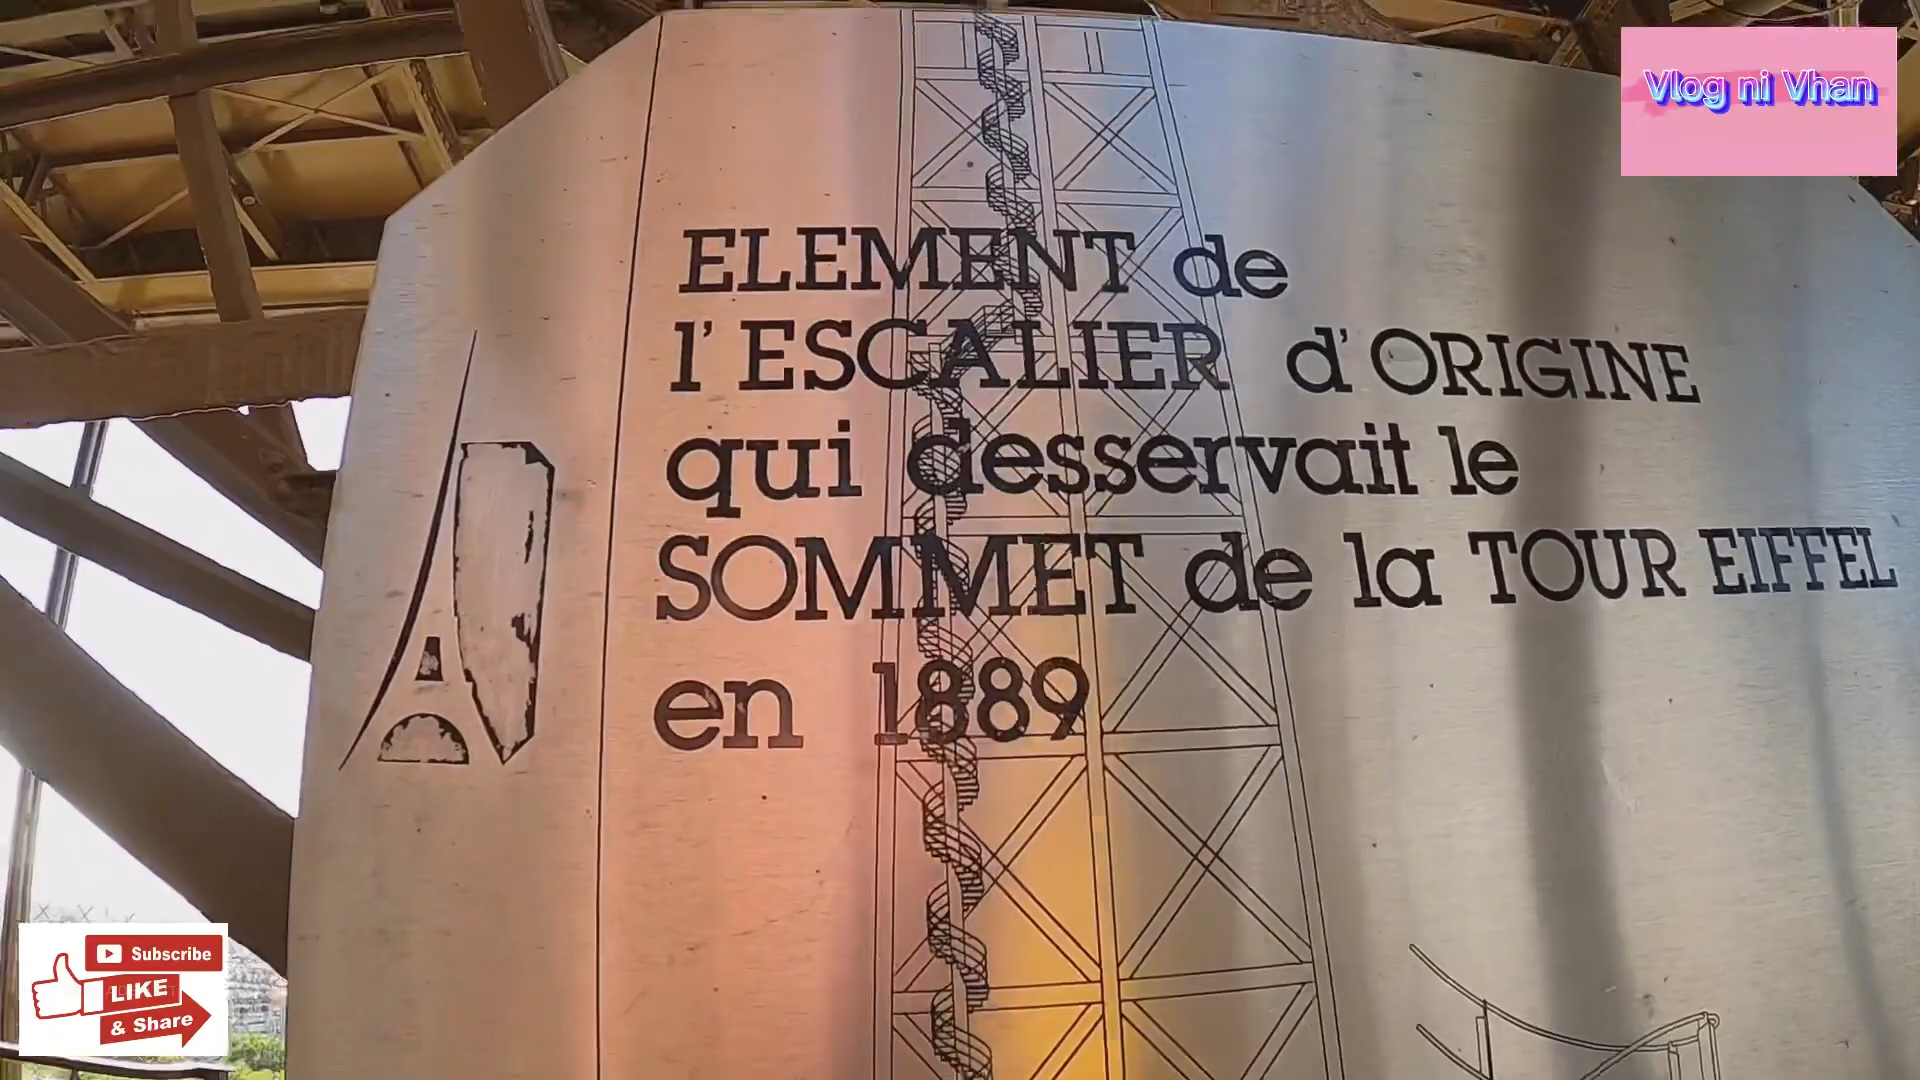 Vlog ni Vhan
ELEMENT de
l'ESCALIER d'ORIGINE
qui desservait le
SOMMET de la TOUR EIFFEL
en 1889
Subscribe
LIKE
& Share